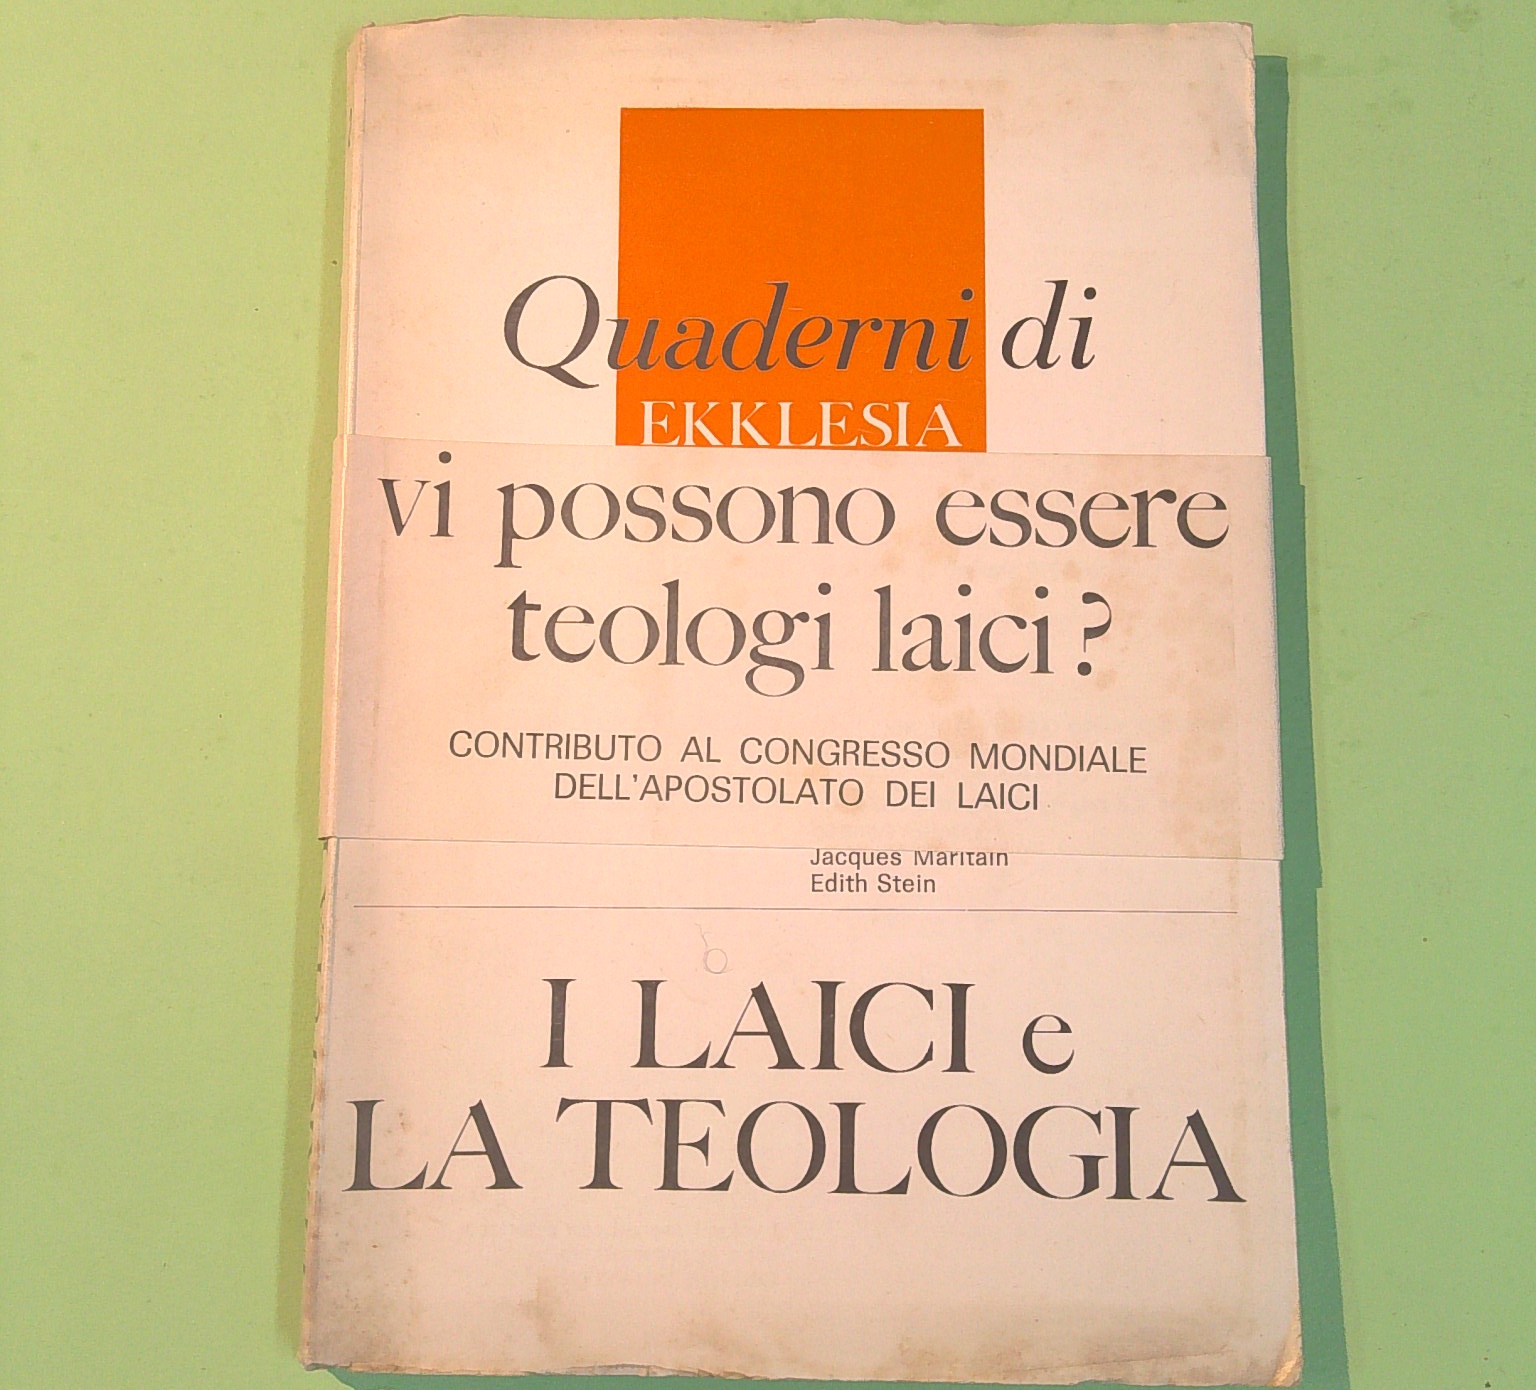 Quaderni di
EKKLESIA
vi possono essere
teologi laici?
CONTRIBUTO AL CONGRESSO MONDIALE
DELL'APOSTOLATO DEI LAICI
Jacques Maritain
Edith Stein
I LAICI e
LA TEOLOGIA